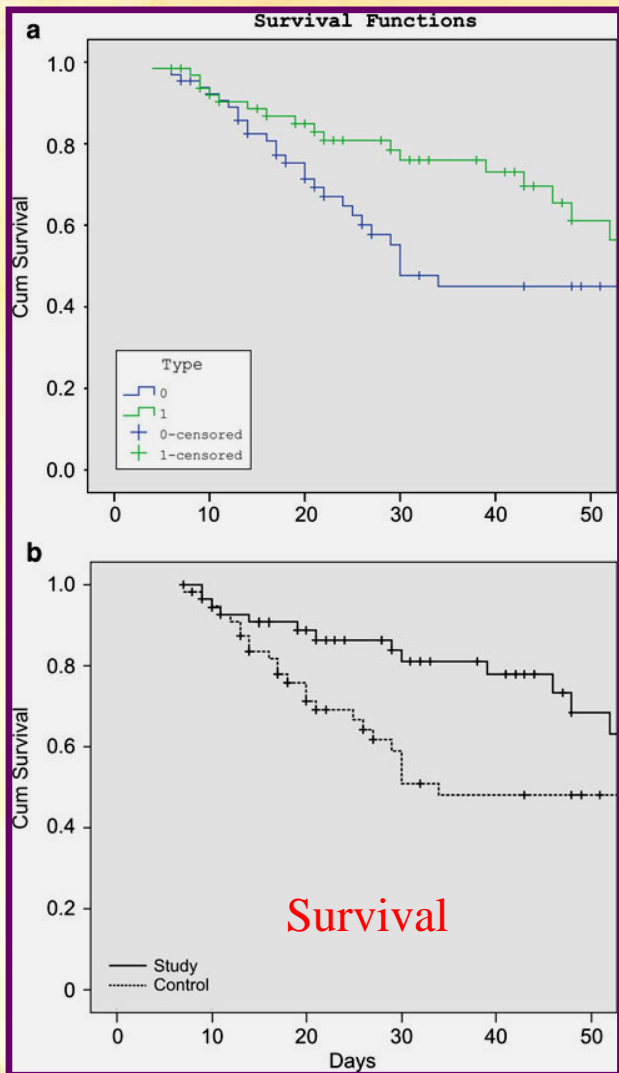 Survival Functions
a
1.0
0.8
0.6
0.4
0.2
0.0
Cum Survival
Type
0
1
0-censored
1-censored
0 10 20 30 40 50
b
1.0
0.8
0.6
0.4
0.2
0
Cum Survival
Survival
Study
Control
0 10 20 30 40 50
Days